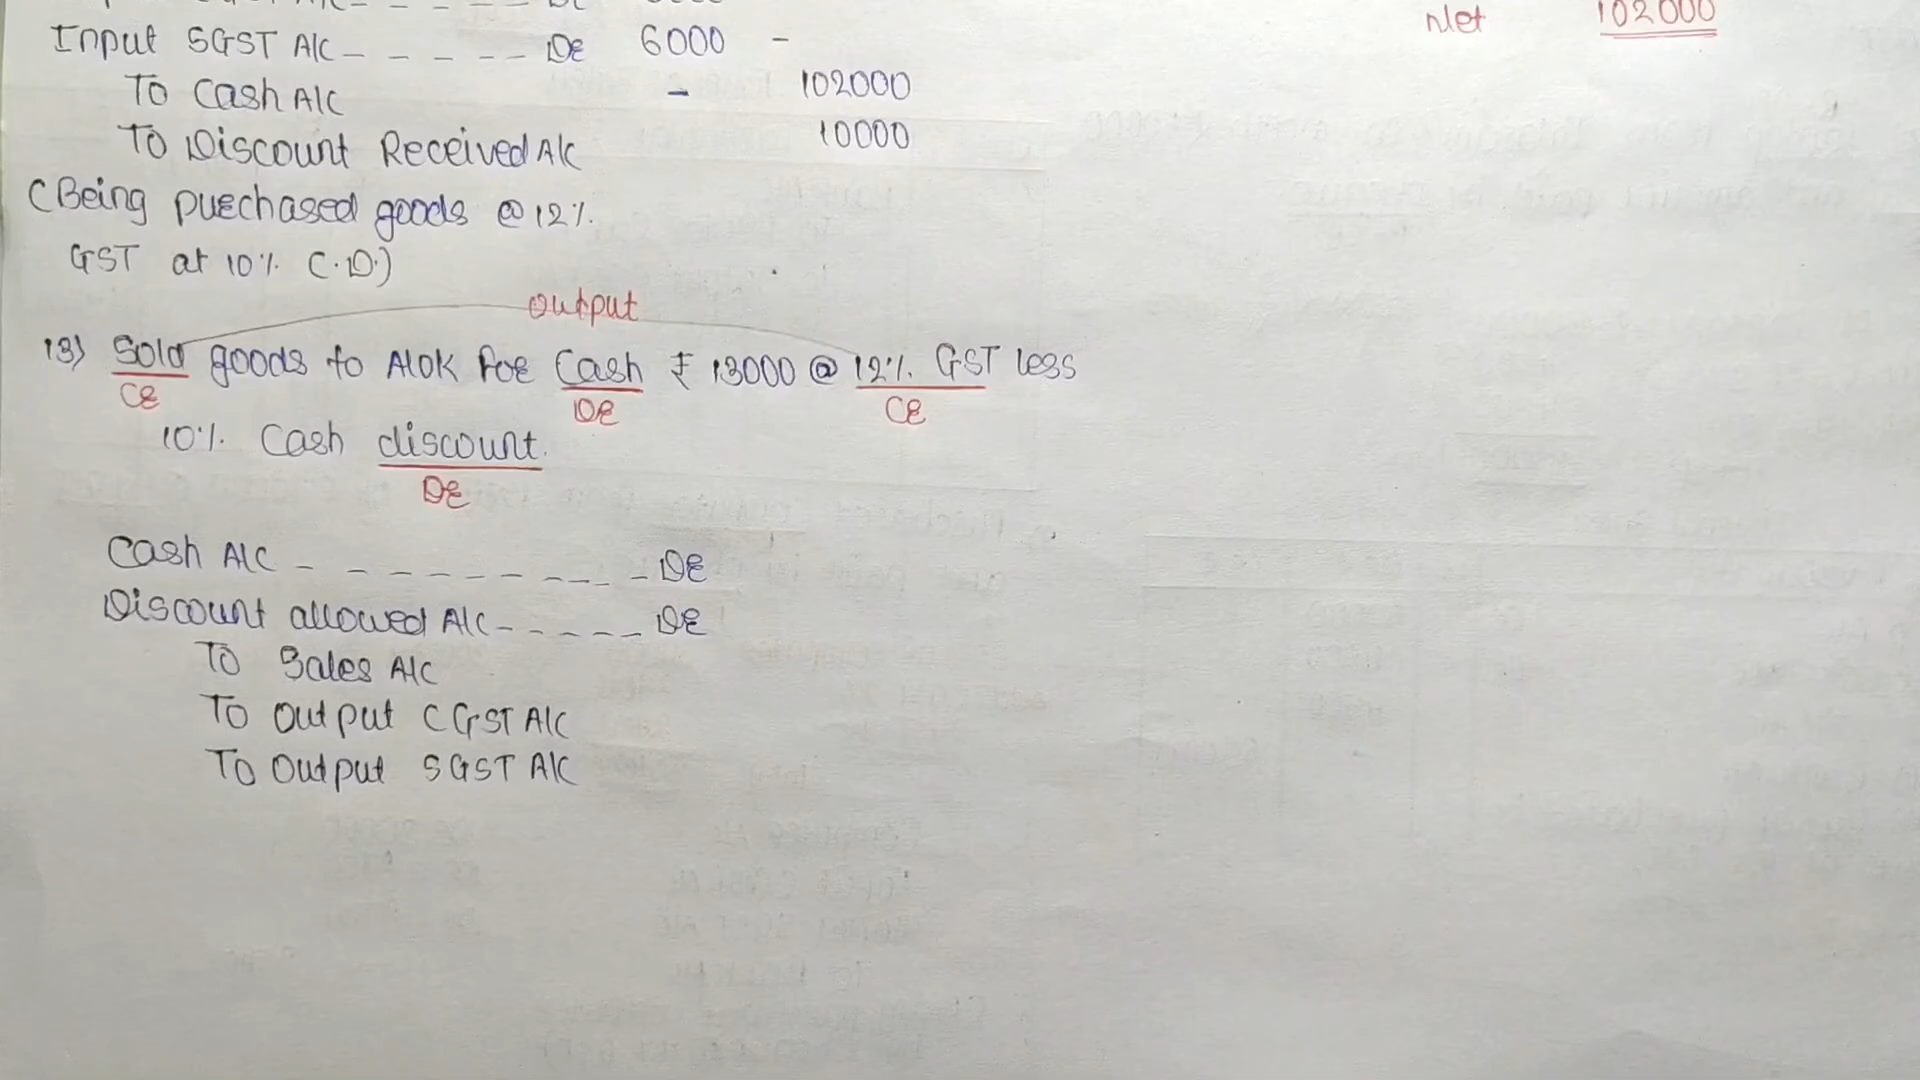 Input SGST A/C - - - - - Dr 6000 -
Net 102000
To Cash A/C - 102000
To Discount Received A/C 10000
(Being purchased goods @ 12%
GST at 10% C.D.)
output
13) Sold goods to Alok for Cash ₹ 13000 @ 12% GST less
Cr Dr Cr
10% Cash discount.
Dr
Cash A/C - - - - - - - - - - Dr
Discount allowed A/C - - - - - Dr
To Sales A/C
To Output CGST A/C
To Output SGST A/C